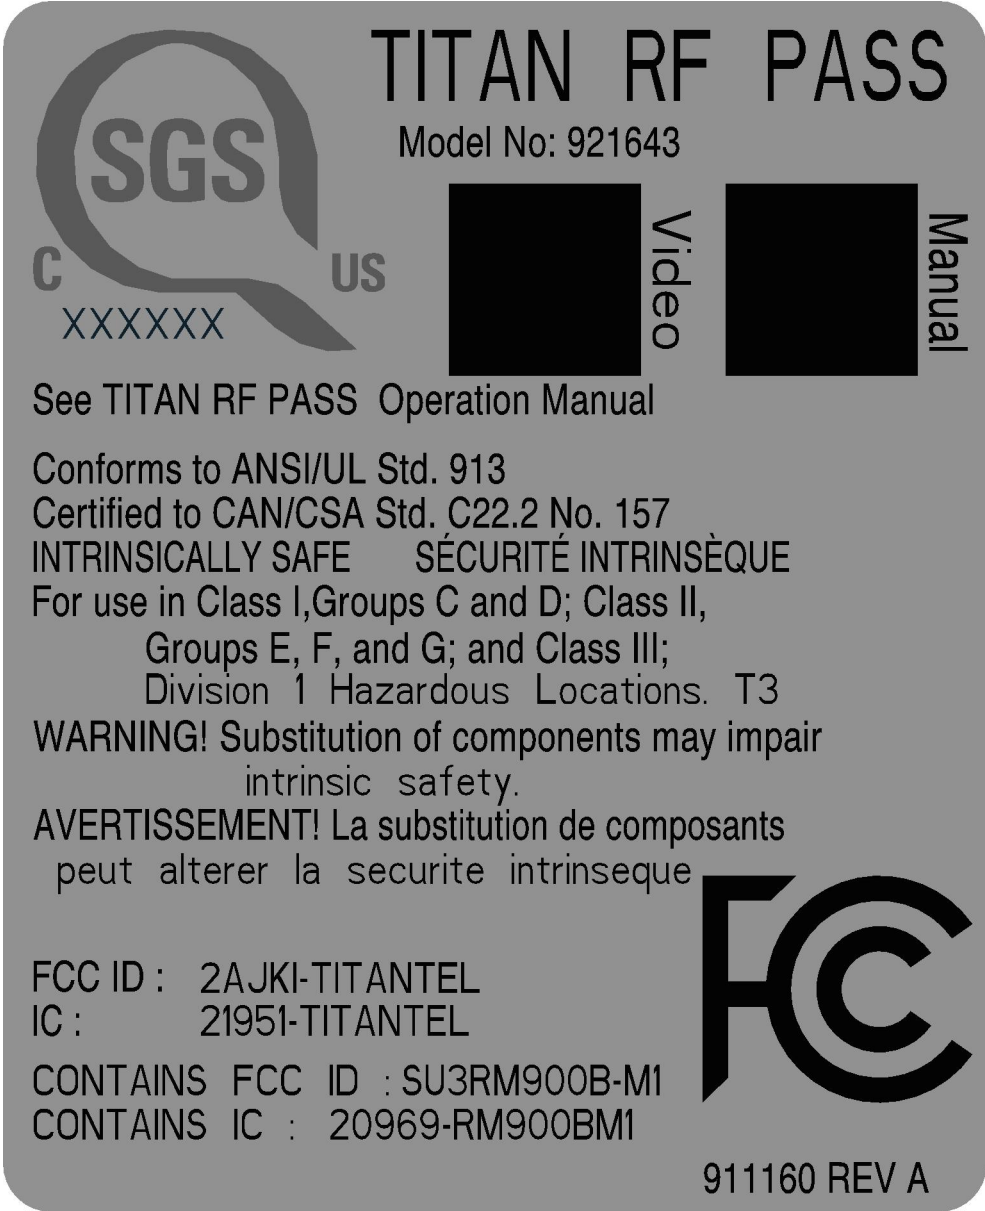 TITAN RF PASS
Model No: 921643
SGS
C US
XXXXXX
Video
Manual
See TITAN RF PASS Operation Manual
Conforms to ANSI/UL Std. 913
Certified to CAN/CSA Std. C22.2 No. 157
INTRINSICALLY SAFE SÉCURITÉ INTRINSÈQUE
For use in Class I,Groups C and D; Class II,
Groups E, F, and G; and Class III;
Division 1 Hazardous Locations. T3
WARNING! Substitution of components may impair
intrinsic safety.
AVERTISSEMENT! La substitution de composants
peut alterer la securite intrinseque
FCC ID : 2AJKI-TITANTEL
IC : 21951-TITANTEL
CONTAINS FCC ID : SU3RM900B-M1
CONTAINS IC : 20969-RM900BM1
FCC
911160 REV A